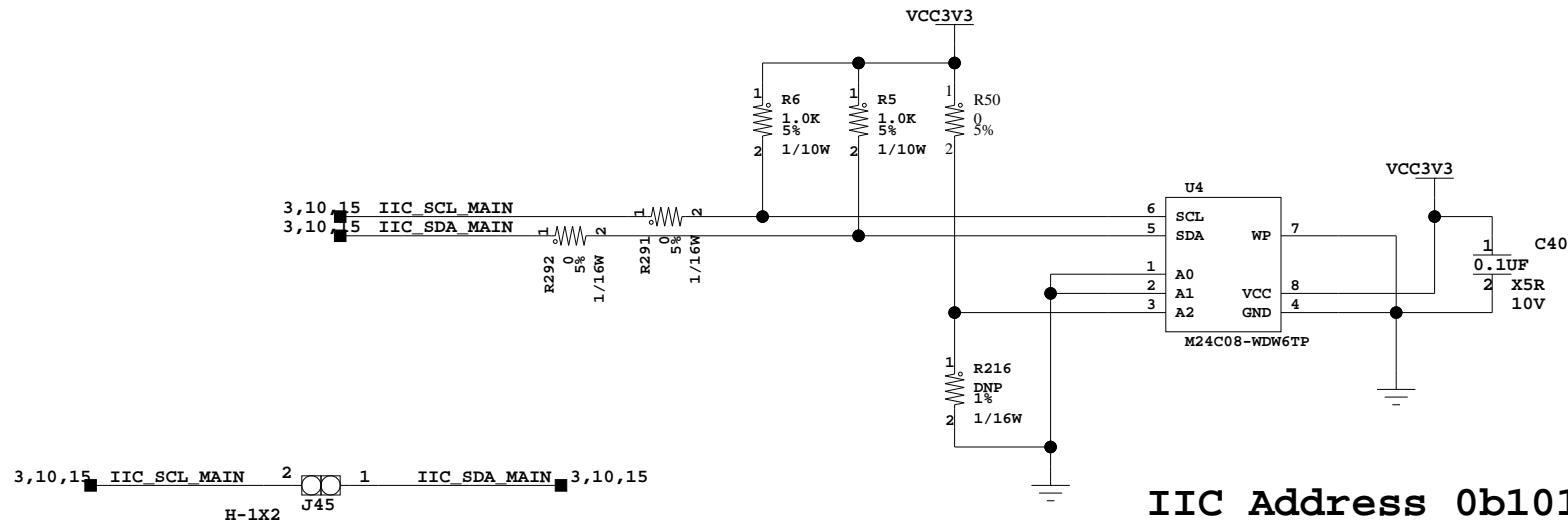 VCC3V3
1 R6
1.0K
5%
2 1/10W
1 R5
1.0K
5%
2 1/10W
1 R50
0
5%
2
VCC3V3
3,10,15 IIC_SCL_MAIN
3,10,15 IIC_SDA_MAIN
1 2
R291
0
5%
1/16W
1 2
R292
0
5%
1/16W
U4
6 SCL
5 SDA WP 7
1 A0
2 A1 VCC 8
3 A2 GND 4
M24C08-WDW6TP
1 C40
0.1UF
2 X5R
10V
1 R216
DNP
1%
2 1/16W
3,10,15 IIC_SCL_MAIN 2 1 IIC_SDA_MAIN 3,10,15
J45
H-1X2
IIC Address 0b101